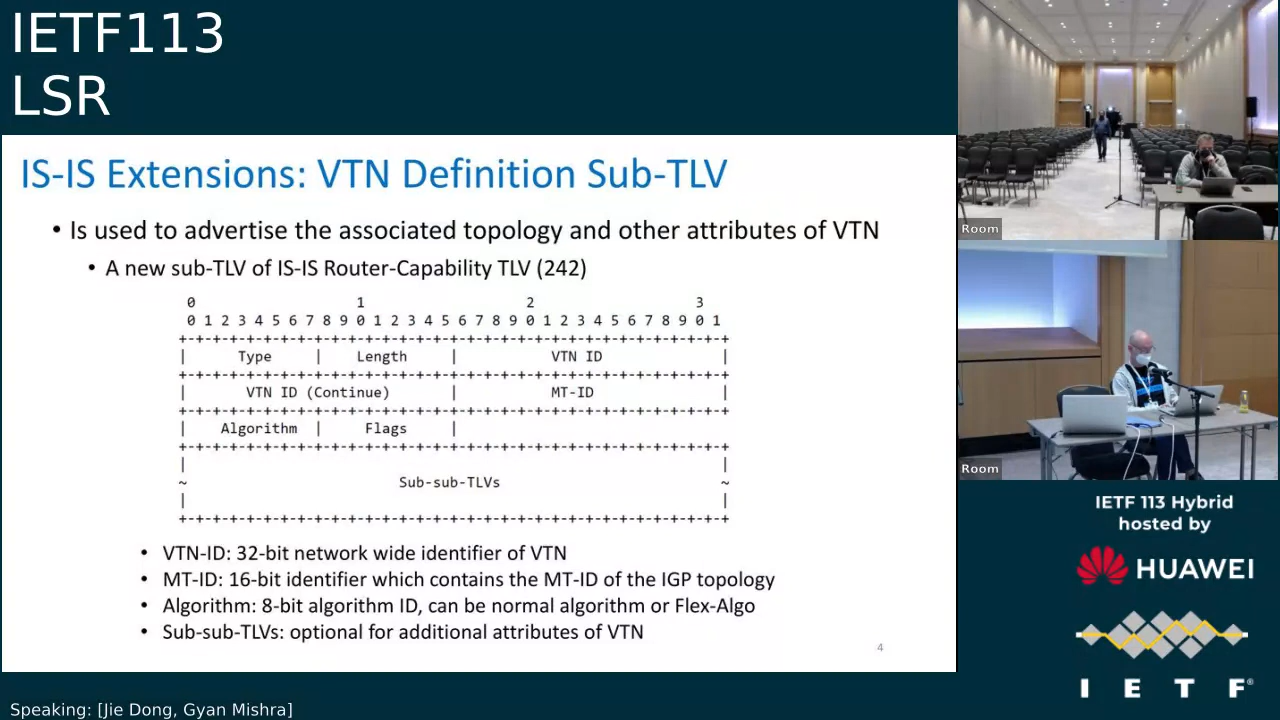 IETF113
LSR
IS-IS Extensions: VTN Definition Sub-TLV
• Is used to advertise the associated topology and other attributes of VTN
• A new sub-TLV of IS-IS Router-Capability TLV (242)
0 1 2 3
0 1 2 3 4 5 6 7 8 9 0 1 2 3 4 5 6 7 8 9 0 1 2 3 4 5 6 7 8 9 0 1
+-+-+-+-+-+-+-+-+-+-+-+-+-+-+-+-+-+-+-+-+-+-+-+-+-+-+-+-+-+-+-+-+
| Type | Length | VTN ID |
+-+-+-+-+-+-+-+-+-+-+-+-+-+-+-+-+-+-+-+-+-+-+-+-+-+-+-+-+-+-+-+-+
| VTN ID (Continue) | MT-ID |
+-+-+-+-+-+-+-+-+-+-+-+-+-+-+-+-+-+-+-+-+-+-+-+-+-+-+-+-+-+-+-+-+
| Algorithm | Flags |
+-+-+-+-+-+-+-+-+-+-+-+-+-+-+-+-+-+-+-+-+-+-+-+-+-+-+-+-+-+-+-+-+
| |
~ Sub-sub-TLVs ~
| |
+-+-+-+-+-+-+-+-+-+-+-+-+-+-+-+-+-+-+-+-+-+-+-+-+-+-+-+-+-+-+-+-+
• VTN-ID: 32-bit network wide identifier of VTN
• MT-ID: 16-bit identifier which contains the MT-ID of the IGP topology
• Algorithm: 8-bit algorithm ID, can be normal algorithm or Flex-Algo
• Sub-sub-TLVs: optional for additional attributes of VTN
4
Speaking: [Jie Dong, Gyan Mishra]
Room
Room
IETF 113 Hybrid
hosted by
HUAWEI
I E T F®